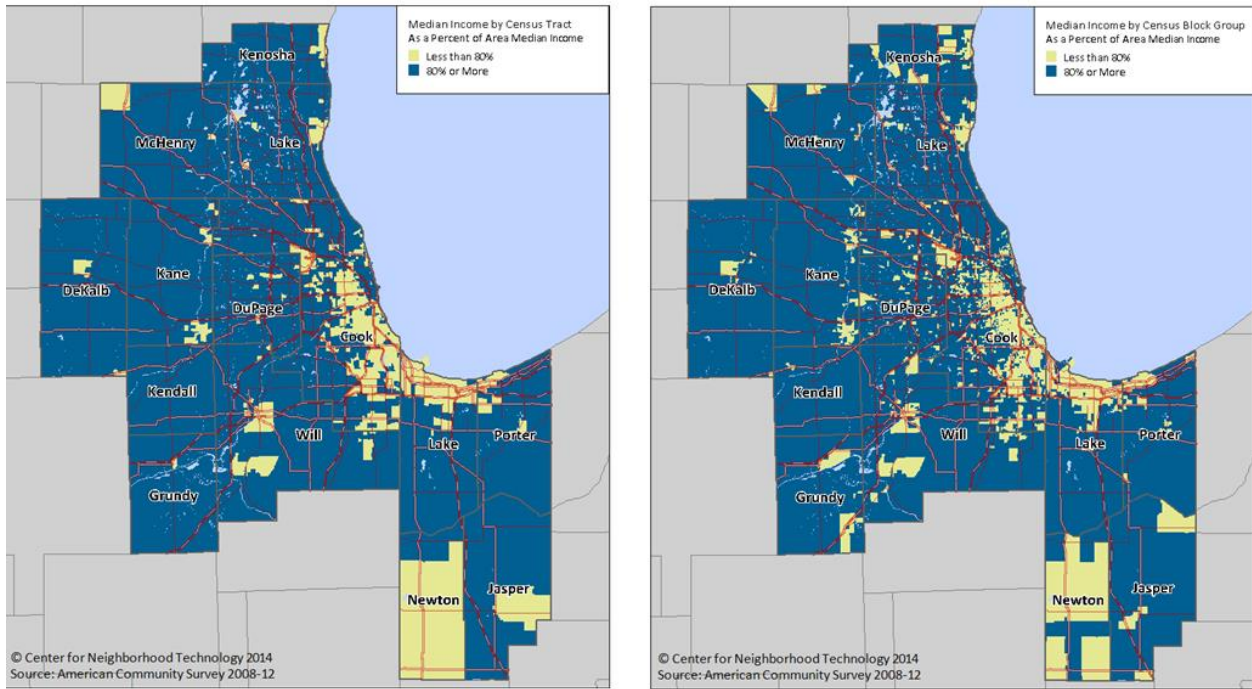 Median Income by Census Tract
As a Percent of Area Median Income
Less than 80%
80% or More
Kenosha
McHenry
Lake
Kane
DeKalb
DuPage
Cook
Kendall
Will
Lake
Porter
Grundy
Newton
Jasper
© Center for Neighborhood Technology 2014
Source: American Community Survey 2008-12
Median Income by Census Block Group
As a Percent of Area Median Income
Less than 80%
80% or More
Kenosha
McHenry
Lake
Kane
DeKalb
DuPage
Cook
Kendall
Will
Lake
Porter
Grundy
Newton
Jasper
© Center for Neighborhood Technology 2014
Source: American Community Survey 2008-12